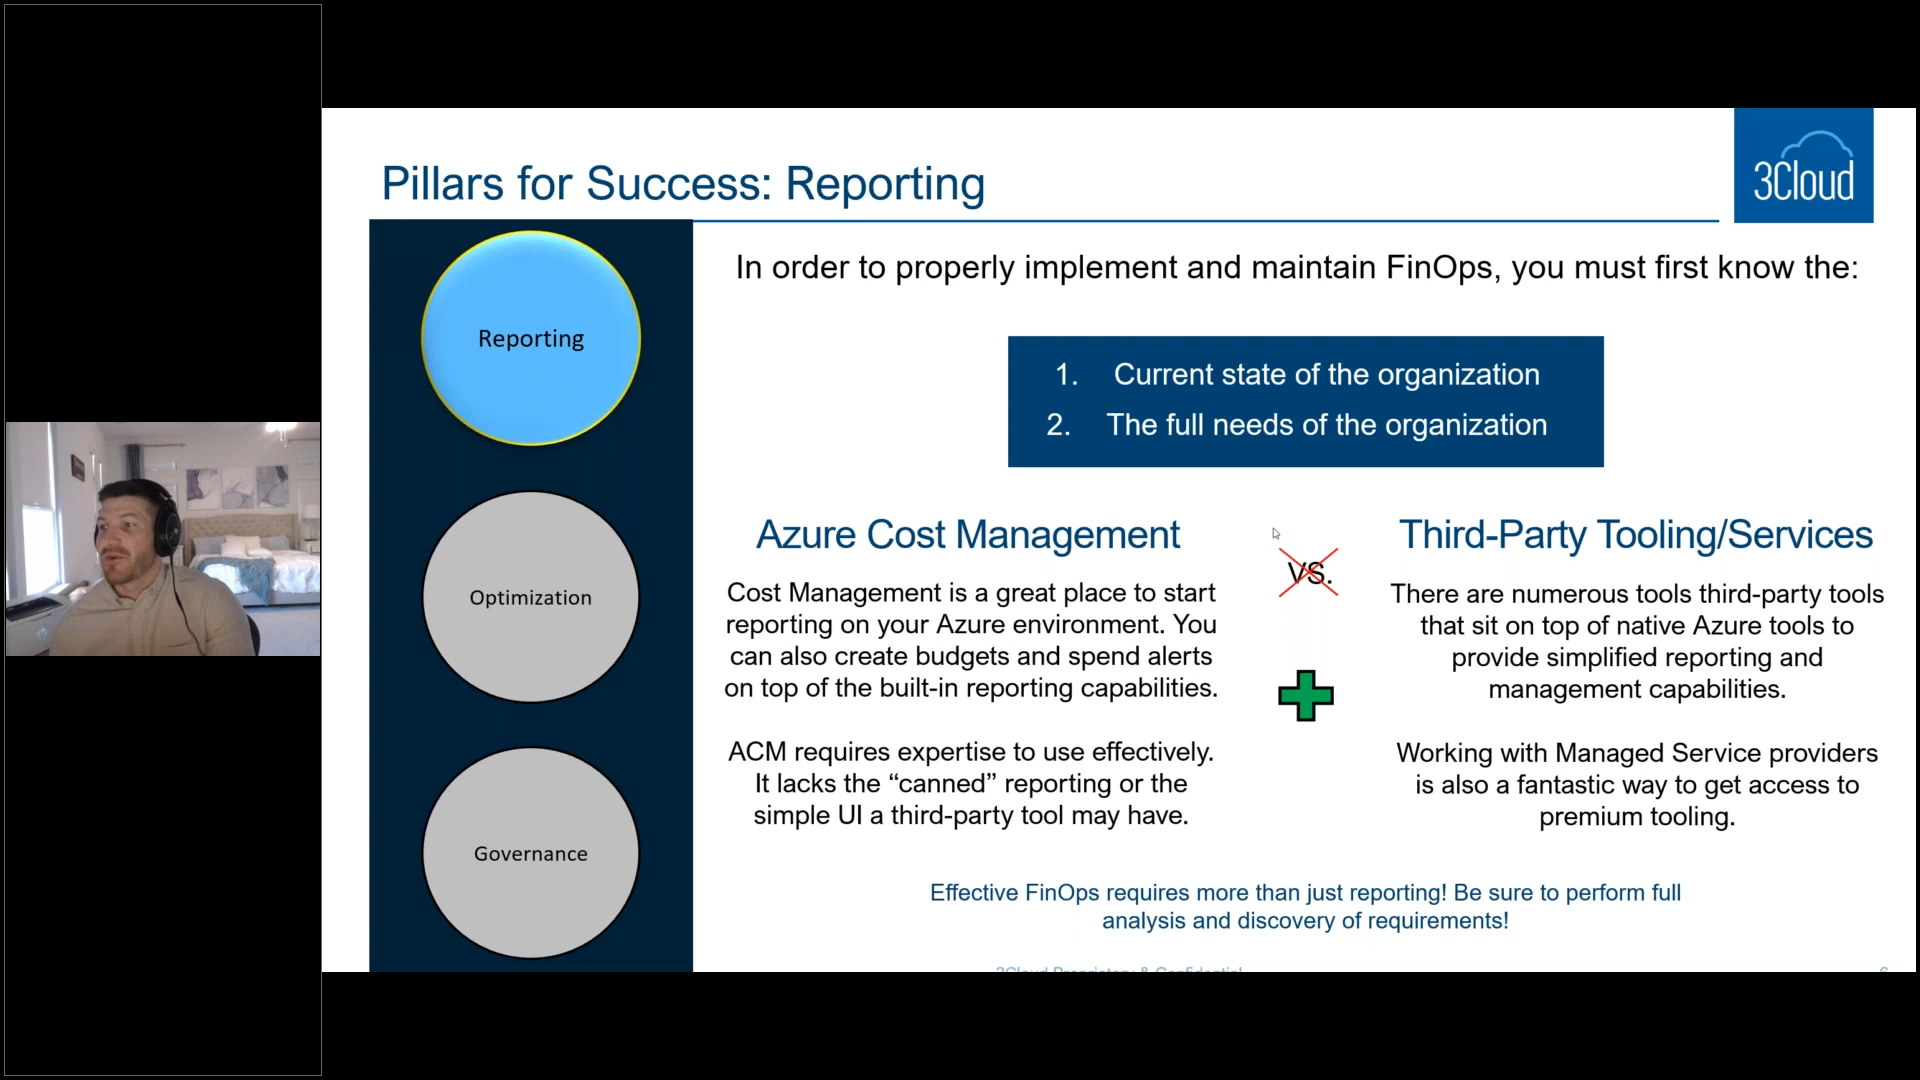 Pillars for Success: Reporting
3Cloud
Reporting
Optimization
Governance
In order to properly implement and maintain FinOps, you must first know the:
1. Current state of the organization
2. The full needs of the organization
Azure Cost Management
Cost Management is a great place to start
reporting on your Azure environment. You
can also create budgets and spend alerts
on top of the built-in reporting capabilities.
ACM requires expertise to use effectively.
It lacks the “canned” reporting or the
simple UI a third-party tool may have.
vs.
Third-Party Tooling/Services
There are numerous tools third-party tools
that sit on top of native Azure tools to
provide simplified reporting and
management capabilities.
Working with Managed Service providers
is also a fantastic way to get access to
premium tooling.
Effective FinOps requires more than just reporting! Be sure to perform full
analysis and discovery of requirements!
3Cloud Proprietary & Confidential
6